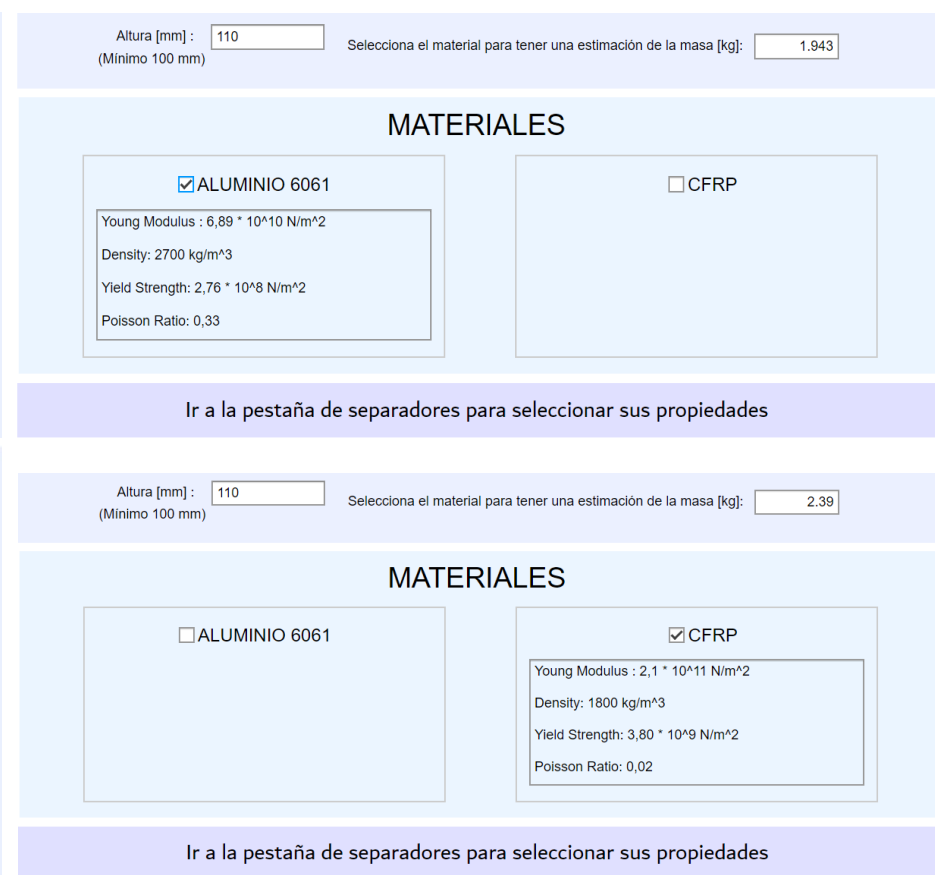 Altura [mm] : 110
(Mínimo 100 mm)
Selecciona el material para tener una estimación de la masa [kg]: 1.943
MATERIALES
ALUMINIO 6061
Young Modulus : 6,89 * 10^10 N/m^2
Density: 2700 kg/m^3
Yield Strength: 2,76 * 10^8 N/m^2
Poisson Ratio: 0,33
CFRP
Ir a la pestaña de separadores para seleccionar sus propiedades
Altura [mm] : 110
(Mínimo 100 mm)
Selecciona el material para tener una estimación de la masa [kg]: 2.39
MATERIALES
ALUMINIO 6061
CFRP
Young Modulus : 2,1 * 10^11 N/m^2
Density: 1800 kg/m^3
Yield Strength: 3,80 * 10^9 N/m^2
Poisson Ratio: 0,02
Ir a la pestaña de separadores para seleccionar sus propiedades